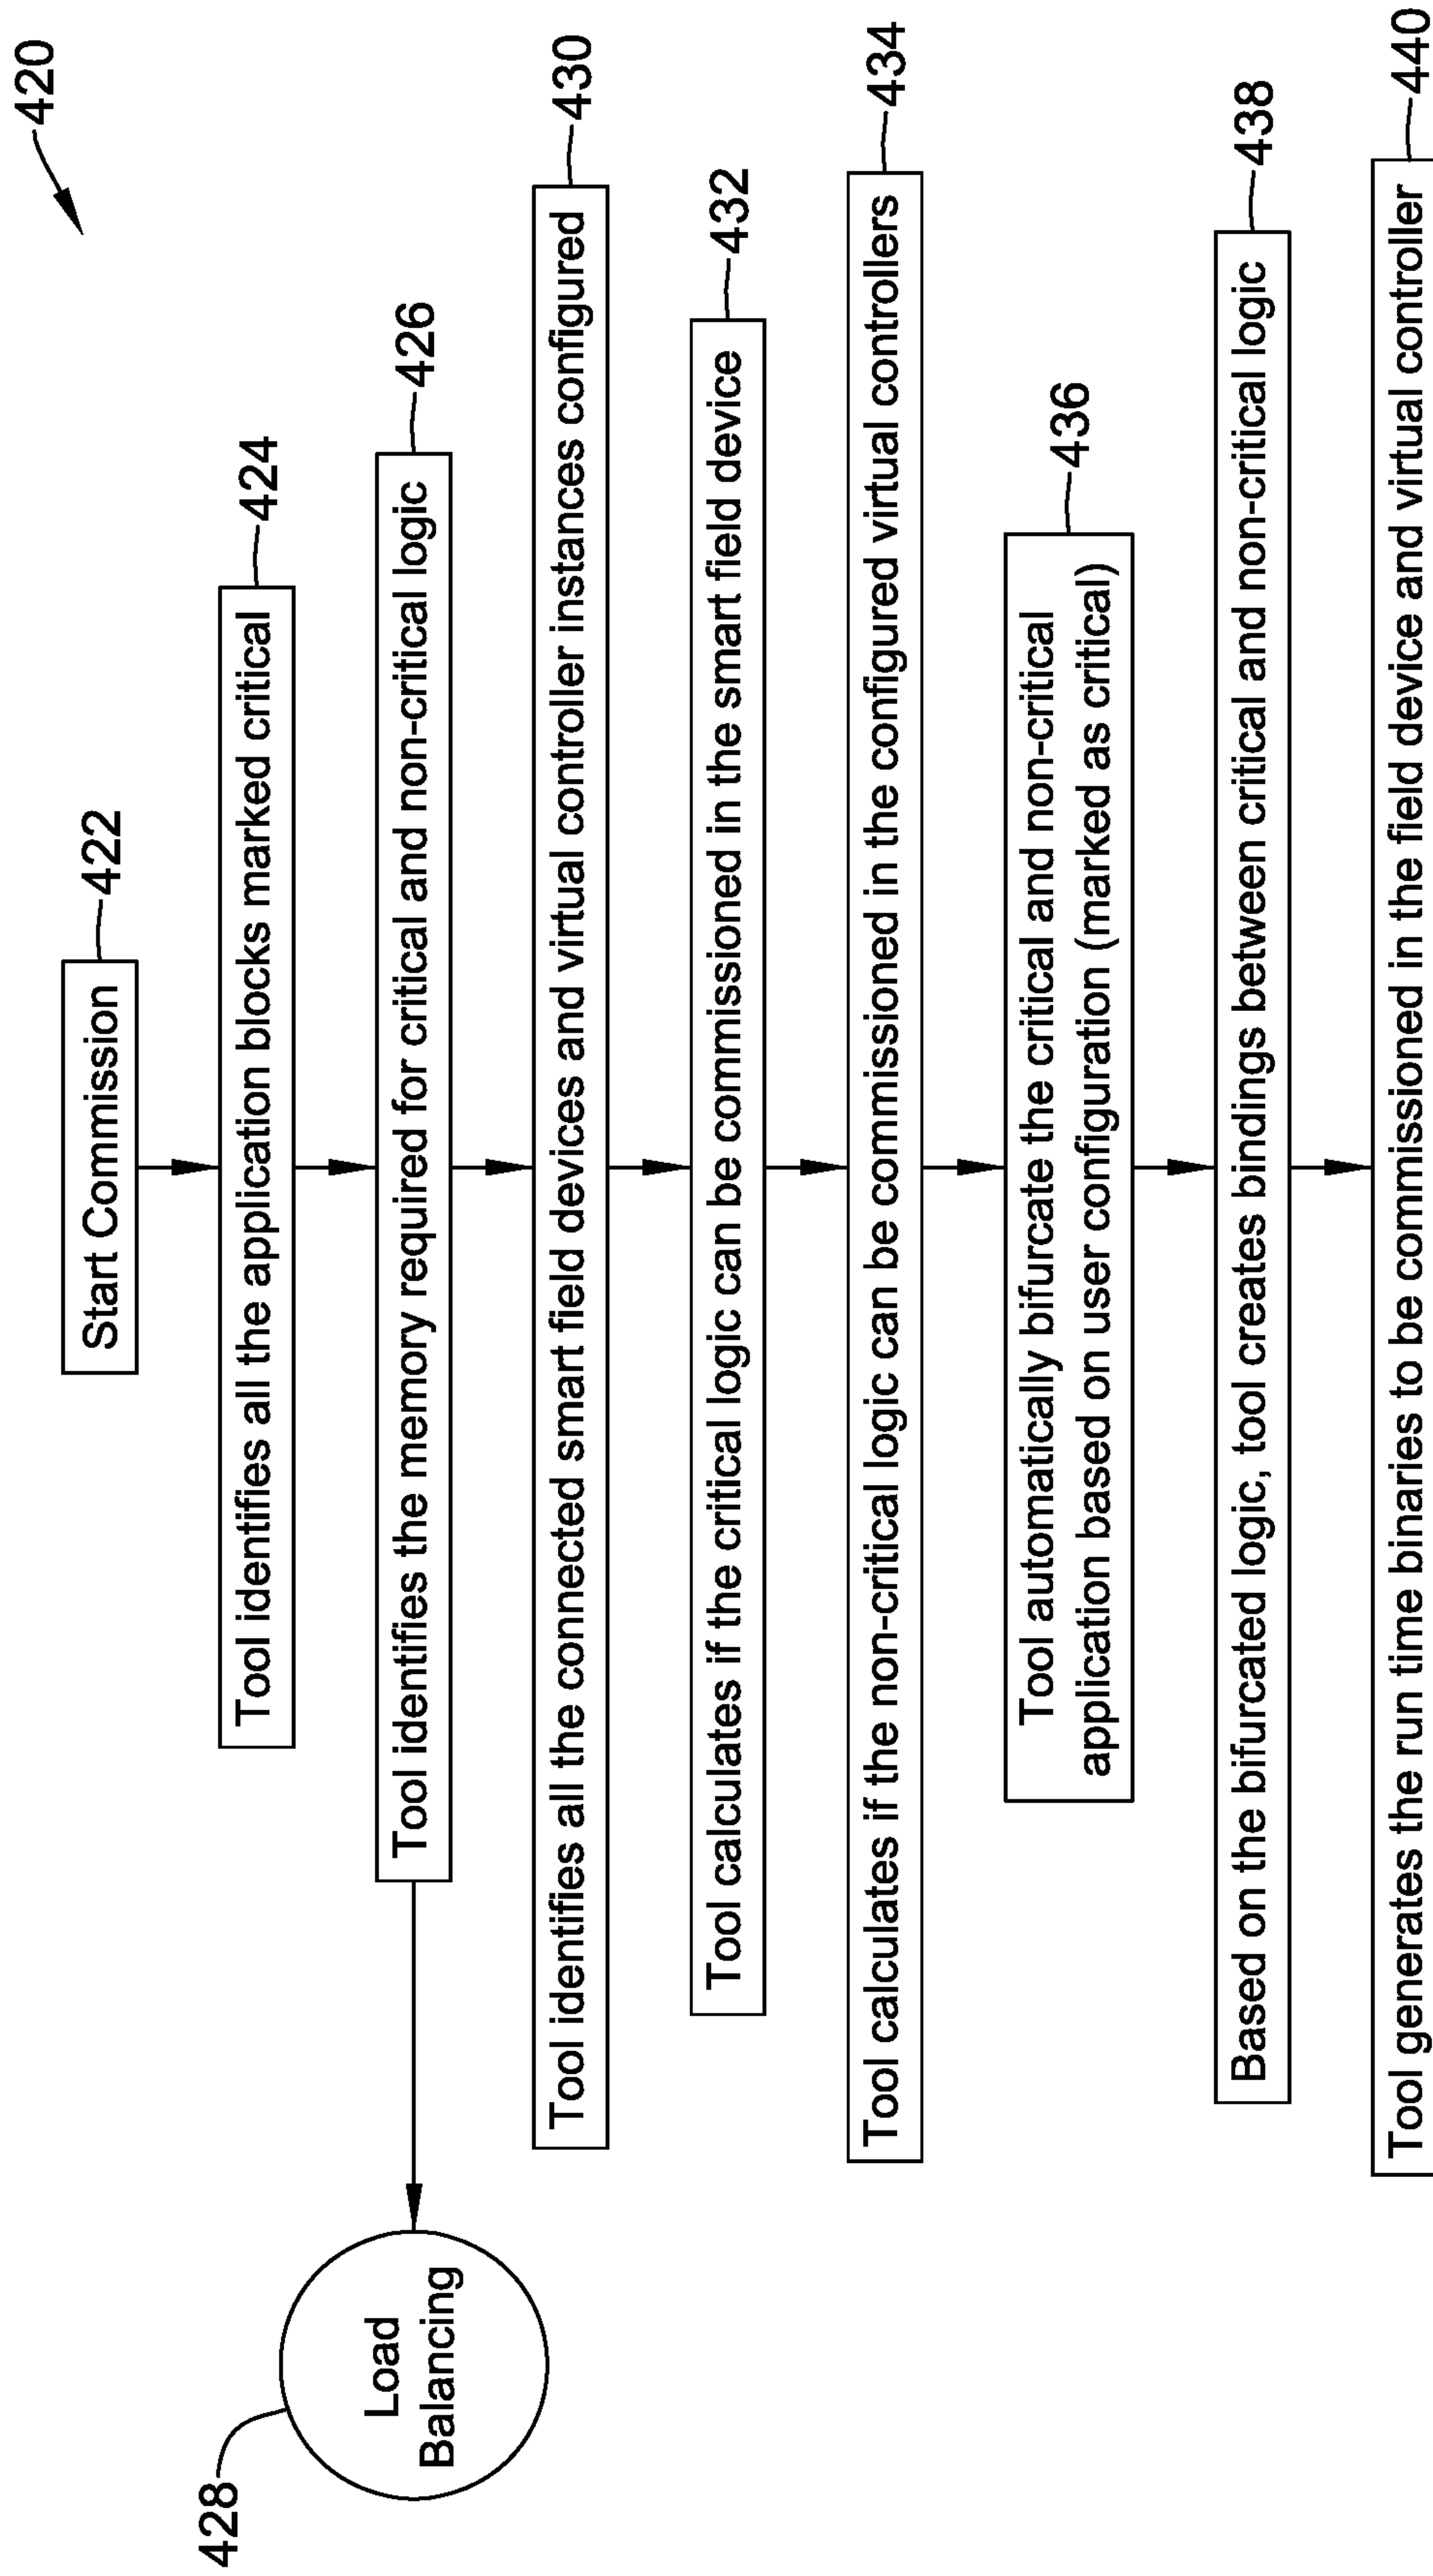 420
Start Commission
422
Tool identifies all the application blocks marked critical
424
Tool identifies the memory required for critical and non-critical logic
426
428
Load
Balancing
Tool identifies all the connected smart field devices and virtual controller instances configured
430
Tool calculates if the critical logic can be commissioned in the smart field device
432
Tool calculates if the non-critical logic can be commissioned in the configured virtual controllers
434
Tool automatically bifurcate the critical and non-critical
application based on user configuration (marked as critical)
436
Based on the bifurcated logic, tool creates bindings between critical and non-critical logic
438
Tool generates the run time binaries to be commissioned in the field device and virtual controller
440